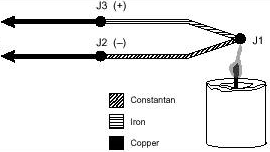 J3 (+)
J2 (–)
J1
Constantan
Iron
Copper